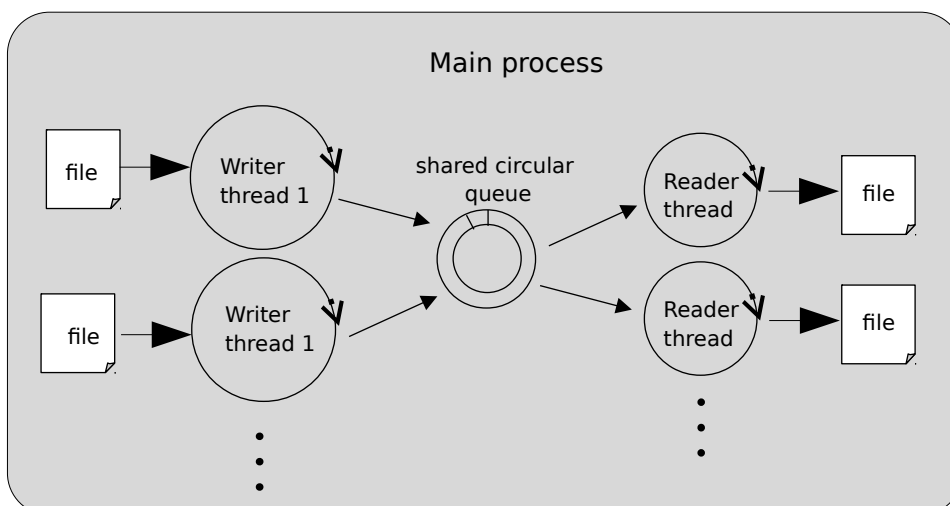 Main process
file
Writer
thread 1
shared circular
queue
Reader
thread
file
file
Writer
thread 1
Reader
thread
file